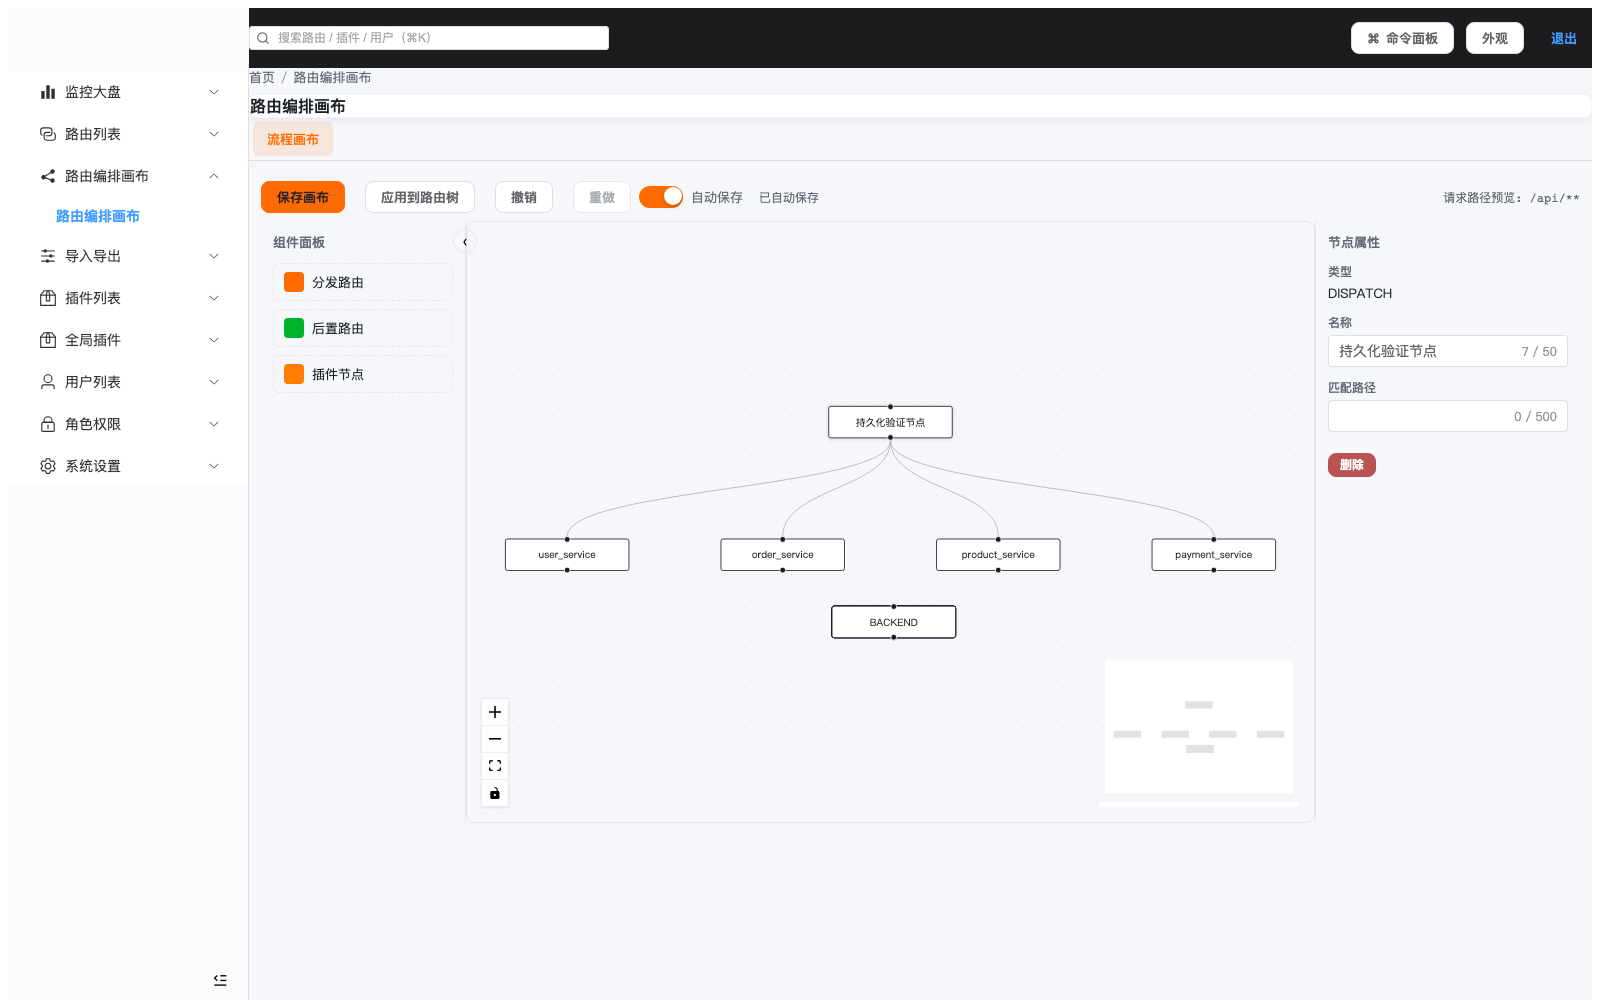 搜索路由 / 插件 / 用户（⌘K）
⌘ 命令面板
外观
退出
监控大盘
路由列表
路由编排画布
路由编排画布
导入导出
插件列表
全局插件
用户列表
角色权限
系统设置
首页 / 路由编排画布
路由编排画布
流程画布
保存画布
应用到路由树
撤销
重做
自动保存
已自动保存
请求路径预览: /api/**
组件面板
分发路由
后置路由
插件节点
持久化验证节点
user_service
order_service
product_service
payment_service
BACKEND
节点属性
类型
DISPATCH
名称
持久化验证节点 7 / 50
匹配路径
0 / 500
删除